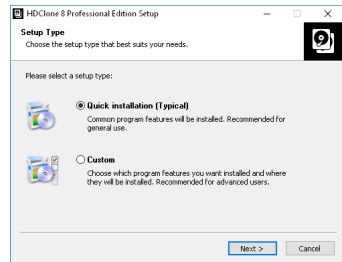 HDClone 8 Professional Edition Setup
Setup Type
Choose the setup type that best suits your needs.
Please select a setup type:
Quick installation (Typical)
Common program features will be installed. Recommended for
general use.
Custom
Choose which program features you want installed and where
they will be installed. Recommended for advanced users.
Next >
Cancel